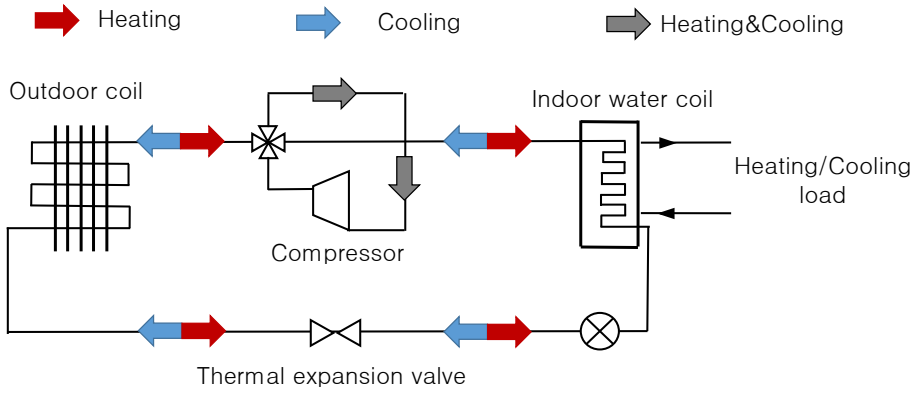 Heating
Cooling
Heating&Cooling
Outdoor coil
Indoor water coil
Heating/Cooling
load
Compressor
Thermal expansion valve